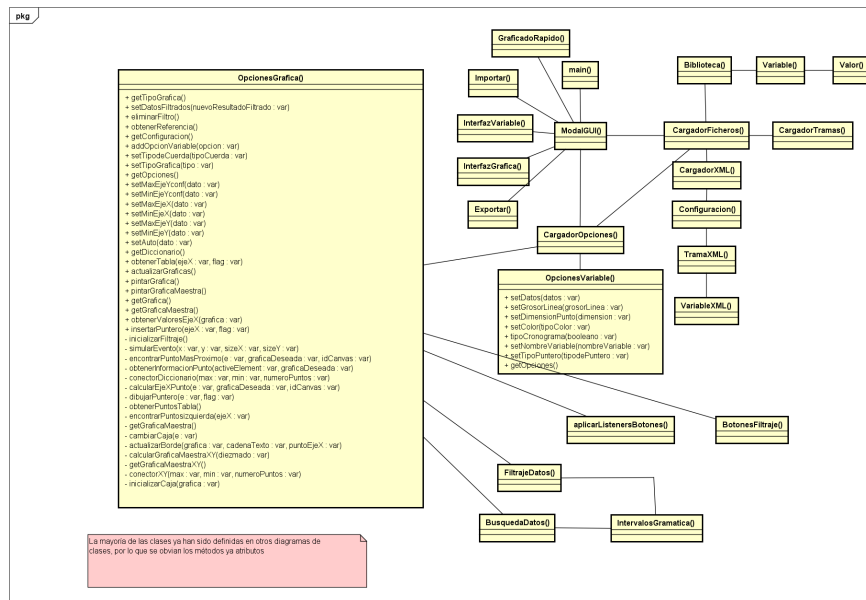 pkg
OpcionesGrafica()
+ getTipoGrafica()
+ setDatosFiltrados(nuevoResultadoFiltrado : var)
+ eliminarFiltro()
+ obtenerReferencia()
+ getConfiguracion()
+ addOpcionVariable(opcion : var)
+ setTipodeCuerda(tipoCuerda : var)
+ setTipoGrafica(tipo : var)
+ getOpciones()
+ setMaxEjeYconf(dato : var)
+ setMinEjeYconf(dato : var)
+ setMaxEjeX(dato : var)
+ setMinEjeX(dato : var)
+ setMaxEjeY(dato : var)
+ setMinEjeY(dato : var)
+ setAuto(dato : var)
+ getDiccionario()
+ obtenerTabla(ejeX : var, flag : var)
+ actualizarGraficas()
+ pintarGrafica()
+ pintarGraficaMaestra()
+ getGrafica()
+ getGraficaMaestra()
+ obtenerValoresEjeX(grafica : var)
+ insertarPuntero(ejeX : var, flag : var)
- inicializarFiltraje()
- simularEvento(x : var, y : var, sizeX : var, sizeY : var)
- encontrarPuntoMasProximo(e : var, graficaDeseada : var, idCanvas : var)
- obtenerInformacionPunto(activeElement : var, graficaDeseada : var)
- conectorDiccionario(max : var, min : var, numeroPuntos : var)
- calcularEjeXPunto(e : var, graficaDeseada : var, idCanvas : var)
- dibujarPuntero(e : var, flag : var)
- obtenerPuntosTabla()
- encontrarPuntosizquierda(ejeX : var)
- getGraficaMaestra()
- cambiarCaja(e : var)
- actualizarBorde(grafica : var, cadenaTexto : var, puntoEjeX : var)
- calcularGraficaMaestraXY(diezmado : var)
- getGraficaMaestraXY()
- conectorXY(max : var, min : var, numeroPuntos : var)
- inicializarCaja(grafica : var)
GraficadoRapido()
main()
Importar()
InterfazVariable()
ModalGUI()
InterfazGrafica()
Exportar()
Biblioteca()
Variable()
Valor()
CargadorFicheros()
CargadorTramas()
CargadorXML()
Configuracion()
TramaXML()
VariableXML()
CargadorOpciones()
OpcionesVariable()
+ setDatos(datos : var)
+ setGrosorLinea(grosorLinea : var)
+ setDimensionPunto(dimension : var)
+ setColor(tipoColor : var)
+ tipoCronograma(booleano : var)
+ setNombreVariable(nombreVariable : var)
+ setTipoPuntero(tipodePuntero : var)
+ getOpciones()
aplicarListenersBotones()
BotonesFiltraje()
FiltrajeDatos()
BusquedaDatos()
IntervalosGramatica()
La mayoría de las clases ya han sido definidas en otros diagramas de
clases, por lo que se obvian los métodos ya atributos